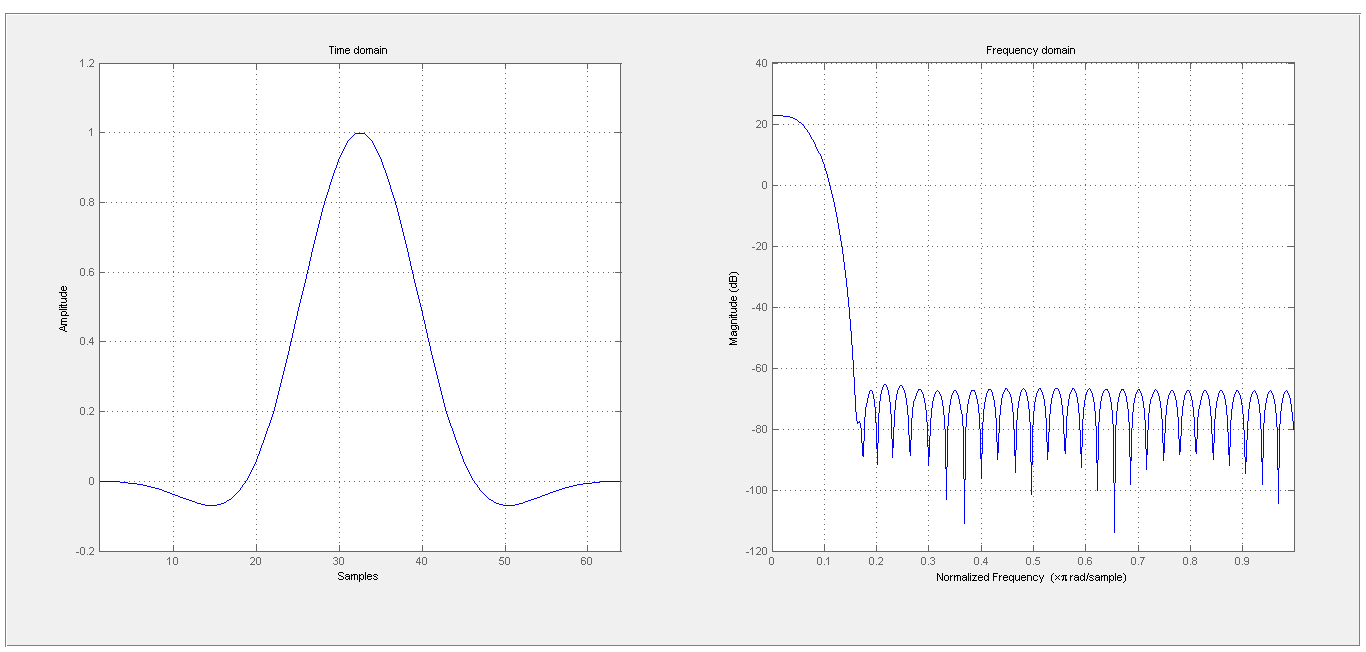 Time domain
1.2
1
0.8
0.6
0.4
0.2
0
-0.2
Amplitude
10 20 30 40 50 60
Samples
Frequency domain
40
20
0
-20
-40
-60
-80
-100
-120
Magnitude (dB)
0 0.1 0.2 0.3 0.4 0.5 0.6 0.7 0.8 0.9
Normalized Frequency (×π rad/sample)